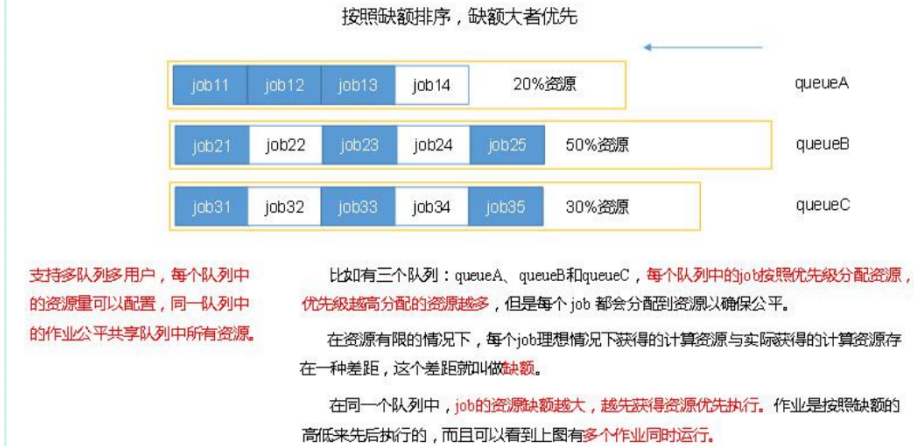 按照缺额排序，缺额大者优先
job11 job12 job13 job14 20%资源 queueA
job21 job22 job23 job24 job25 50%资源 queueB
job31 job32 job33 job34 job35 30%资源 queueC
支持多队列多用户，每个队列中
的资源量可以配置，同一队列中
的作业公平共享队列中所有资源。
比如有三个队列：queueA、queueB和queueC，每个队列中的job按照优先级分配资源，
优先级越高分配的资源越多，但是每个 job 都会分配到资源以确保公平。
在资源有限的情况下，每个job理想情况下获得的计算资源与实际获得的计算资源存
在一种差距，这个差距就叫做缺额。
在同一个队列中，job的资源缺额越大，越先获得资源优先执行。作业是按照缺额的
高低来先后执行的，而且可以看到上图有多个作业同时运行。